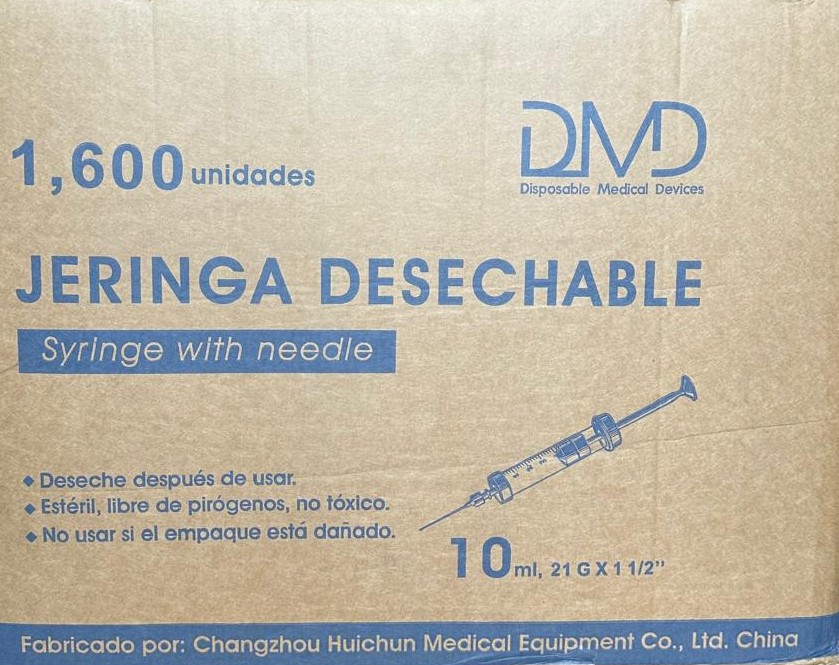 1,600 unidades
DMD
Disposable Medical Devices
JERINGA DESECHABLE
Syringe with needle
◆ Deseche después de usar.
◆ Estéril, libre de pirógenos, no tóxico.
◆ No usar si el empaque está dañado.
10 ml, 21 G X 1 1/2”
Fabricado por: Changzhou Huichun Medical Equipment Co., Ltd. China